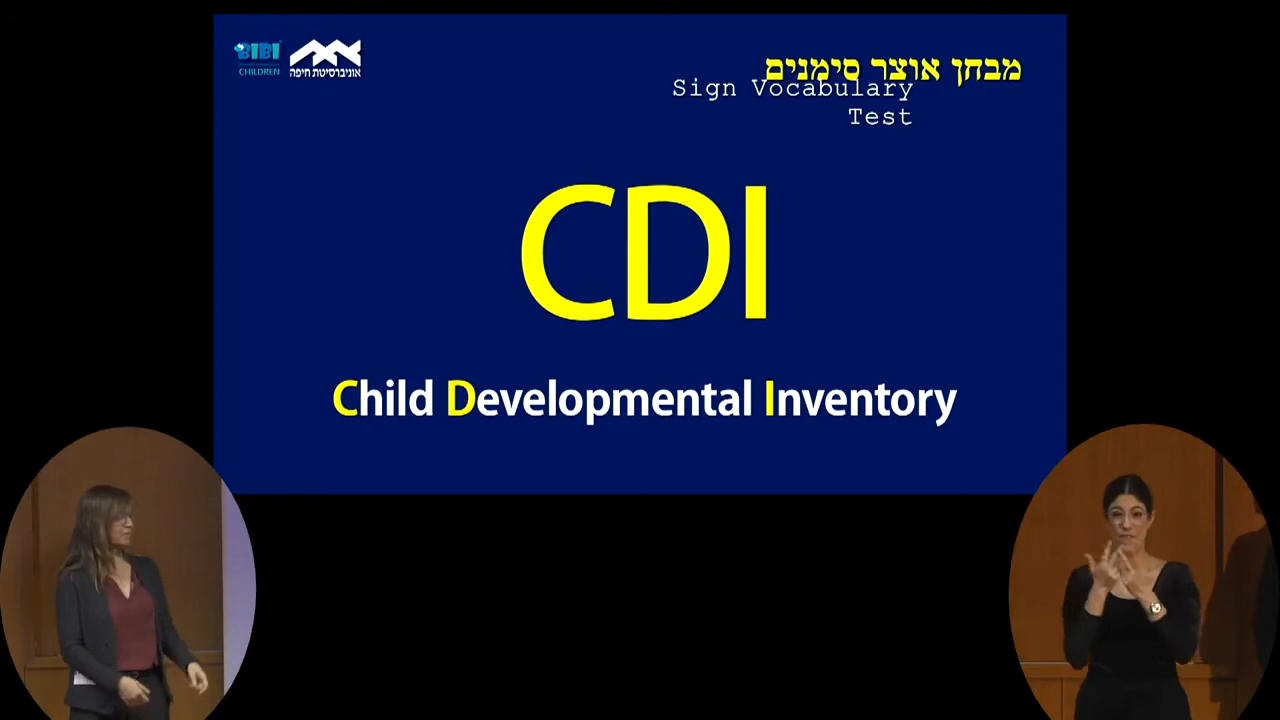 BIBI
CHILDREN
אוניברסיטת חיפה
מבחן אוצר סימנים
Sign Vocabulary
Test
CDI
Child Developmental Inventory